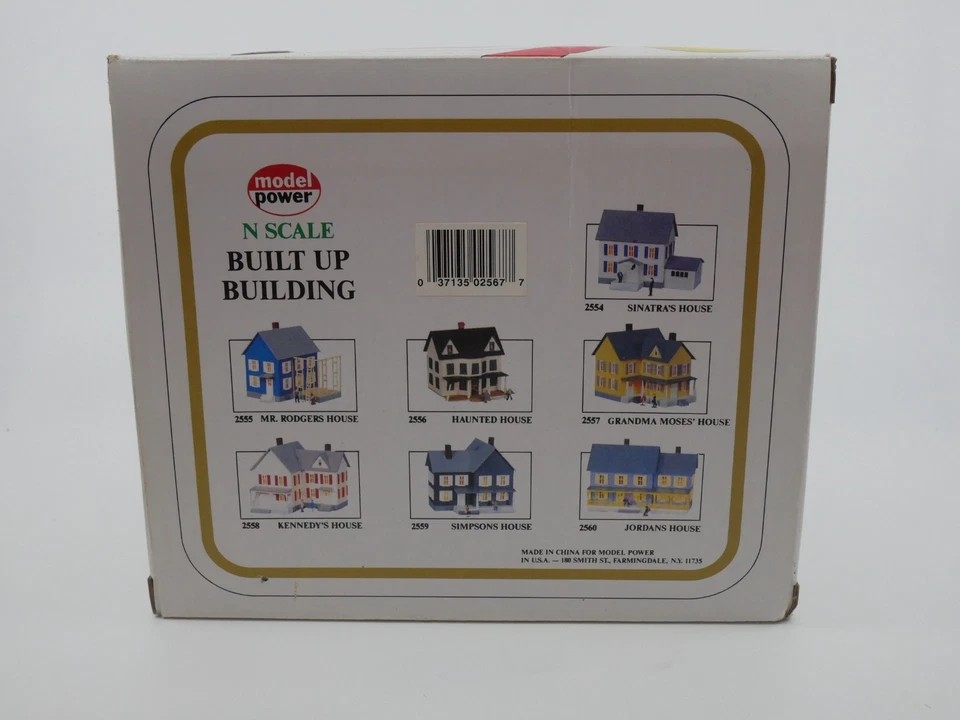 model
power
N SCALE
BUILT UP
BUILDING
0 37135 02567 7
2554 SINATRA'S HOUSE
2555 MR. RODGERS HOUSE
2556 HAUNTED HOUSE
2557 GRANDMA MOSES' HOUSE
2558 KENNEDY'S HOUSE
2559 SIMPSONS HOUSE
2560 JORDANS HOUSE
MADE IN CHINA FOR MODEL POWER
IN U.S.A. — 180 SMITH ST., FARMINGDALE, N.Y. 11735